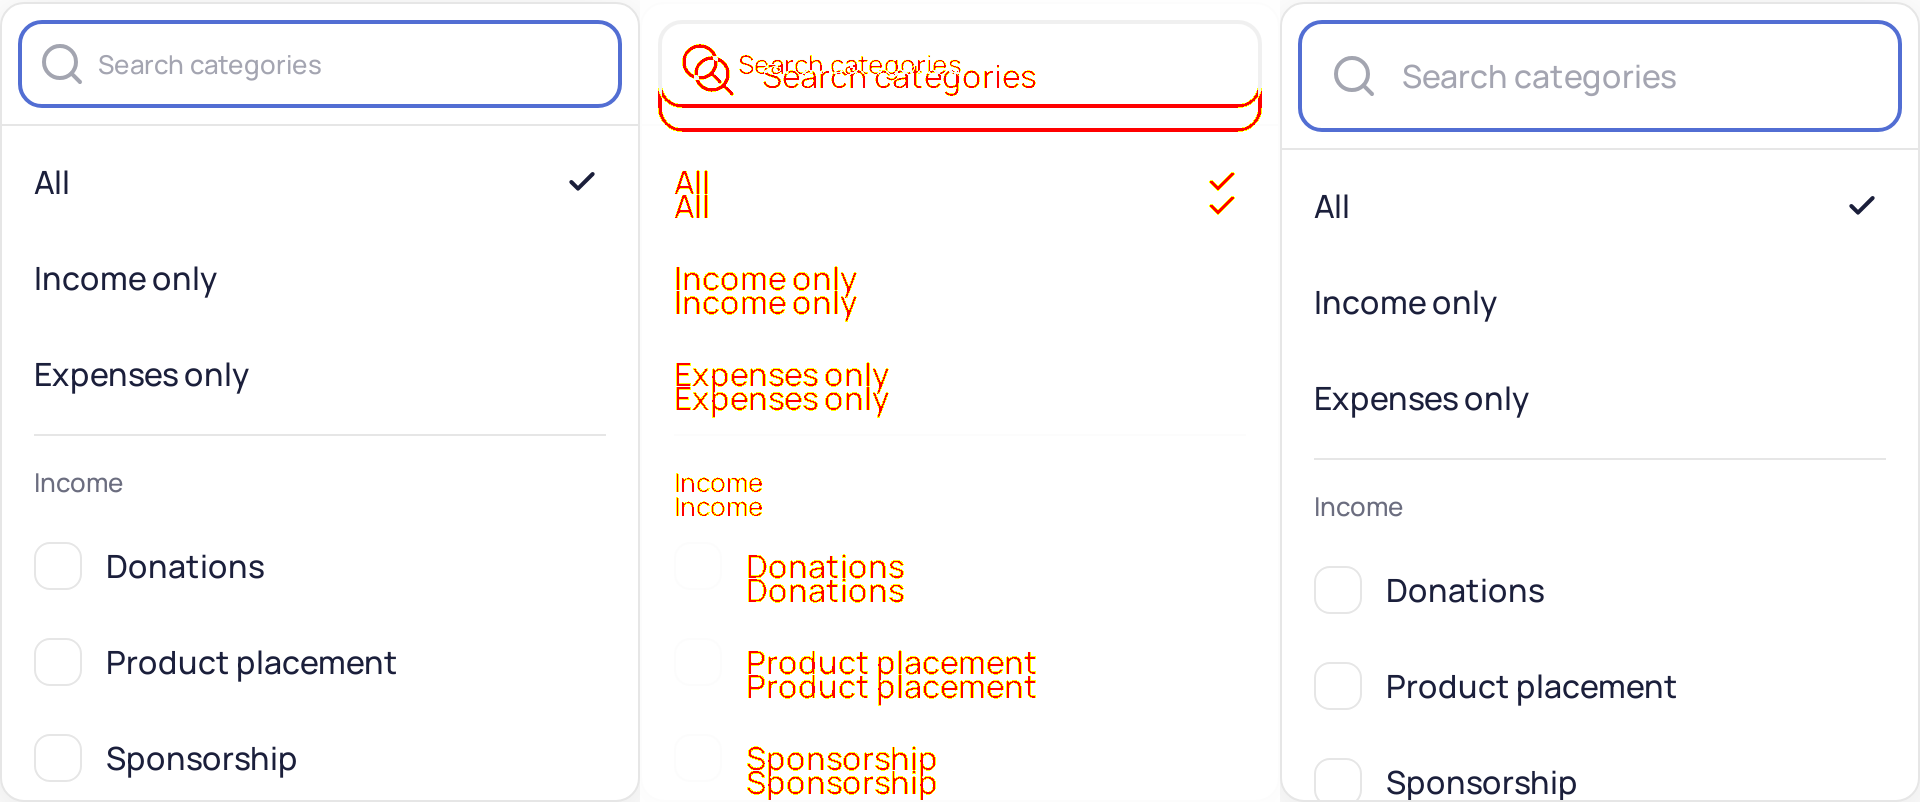 Search categories
All
Income only
Expenses only
Income
Donations
Product placement
Sponsorship
Search categories
Search categories
All
All
Income only
Income only
Expenses only
Expenses only
Income
Income
Donations
Donations
Product placement
Product placement
Sponsorship
Sponsorship
Search categories
All
Income only
Expenses only
Income
Donations
Product placement
Sponsorship